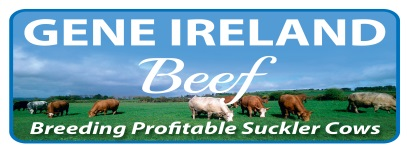 GENE IRELAND
Beef
Breeding Profitable Suckler Cows